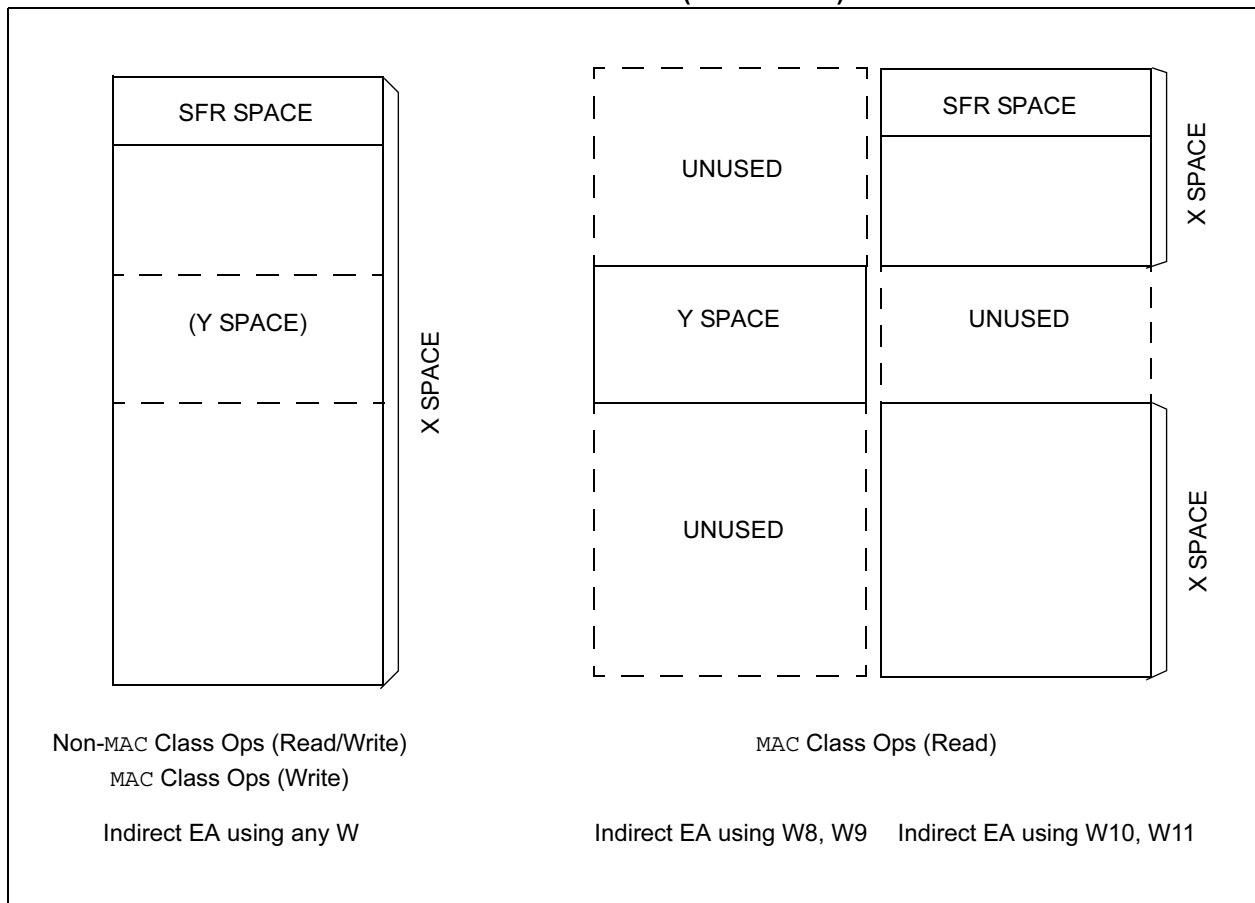 SFR SPACE
(Y SPACE)
X SPACE
Non-MAC Class Ops (Read/Write)
MAC Class Ops (Write)
Indirect EA using any W
UNUSED
Y SPACE
UNUSED
SFR SPACE
UNUSED
X SPACE
X SPACE
MAC Class Ops (Read)
Indirect EA using W8, W9
Indirect EA using W10, W11